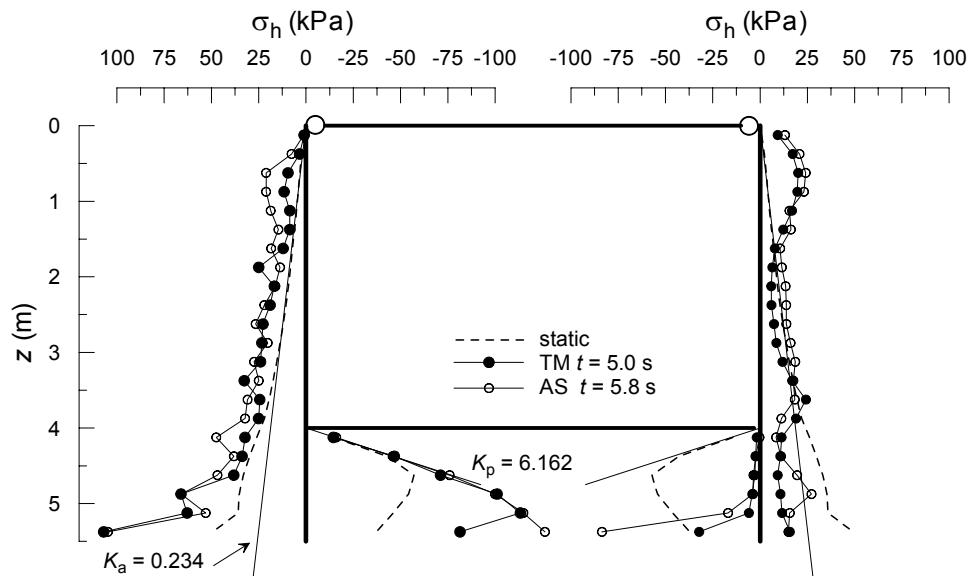 σh (kPa) σh (kPa)
100 75 50 25 0 -25 -50 -75 -100 -100 -75 -50 -25 0 25 50 75 100
0
1
2
3
4
5
z (m)
static
TM t = 5.0 s
AS t = 5.8 s
Kp = 6.162
Ka = 0.234